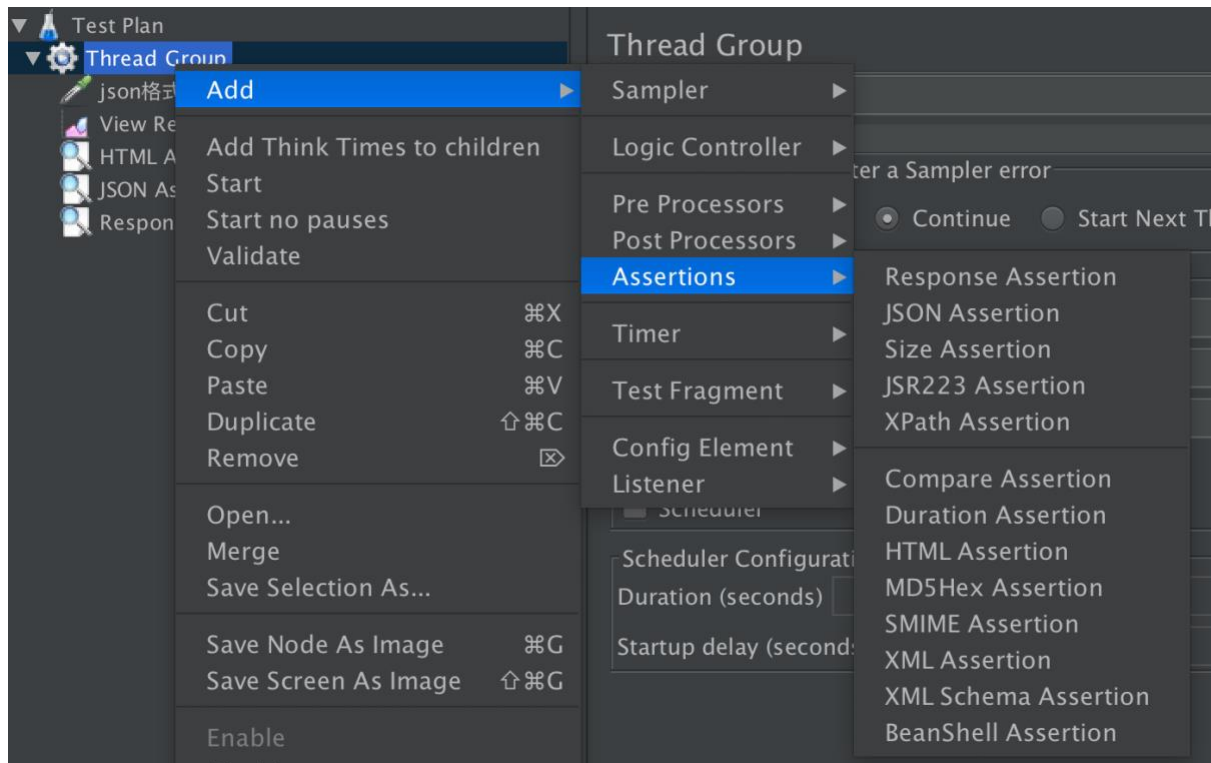 Test Plan
Thread Group
json格式
View Re
HTML A
JSON As
Respon
Add
Add Think Times to children
Start
Start no pauses
Validate
Cut ⌘X
Copy ⌘C
Paste ⌘V
Duplicate ⇧⌘C
Remove ⌦
Open...
Merge
Save Selection As...
Save Node As Image ⌘G
Save Screen As Image ⇧⌘G
Enable
Thread Group
Sampler
Logic Controller
Pre Processors
Post Processors
Assertions
Timer
Test Fragment
Config Element
Listener
ter a Sampler error
Continue Start Next Th
Response Assertion
JSON Assertion
Size Assertion
JSR223 Assertion
XPath Assertion
Compare Assertion
Duration Assertion
HTML Assertion
MD5Hex Assertion
SMIME Assertion
XML Assertion
XML Schema Assertion
BeanShell Assertion
Scheduler
Scheduler Configurati
Duration (seconds)
Startup delay (seconds